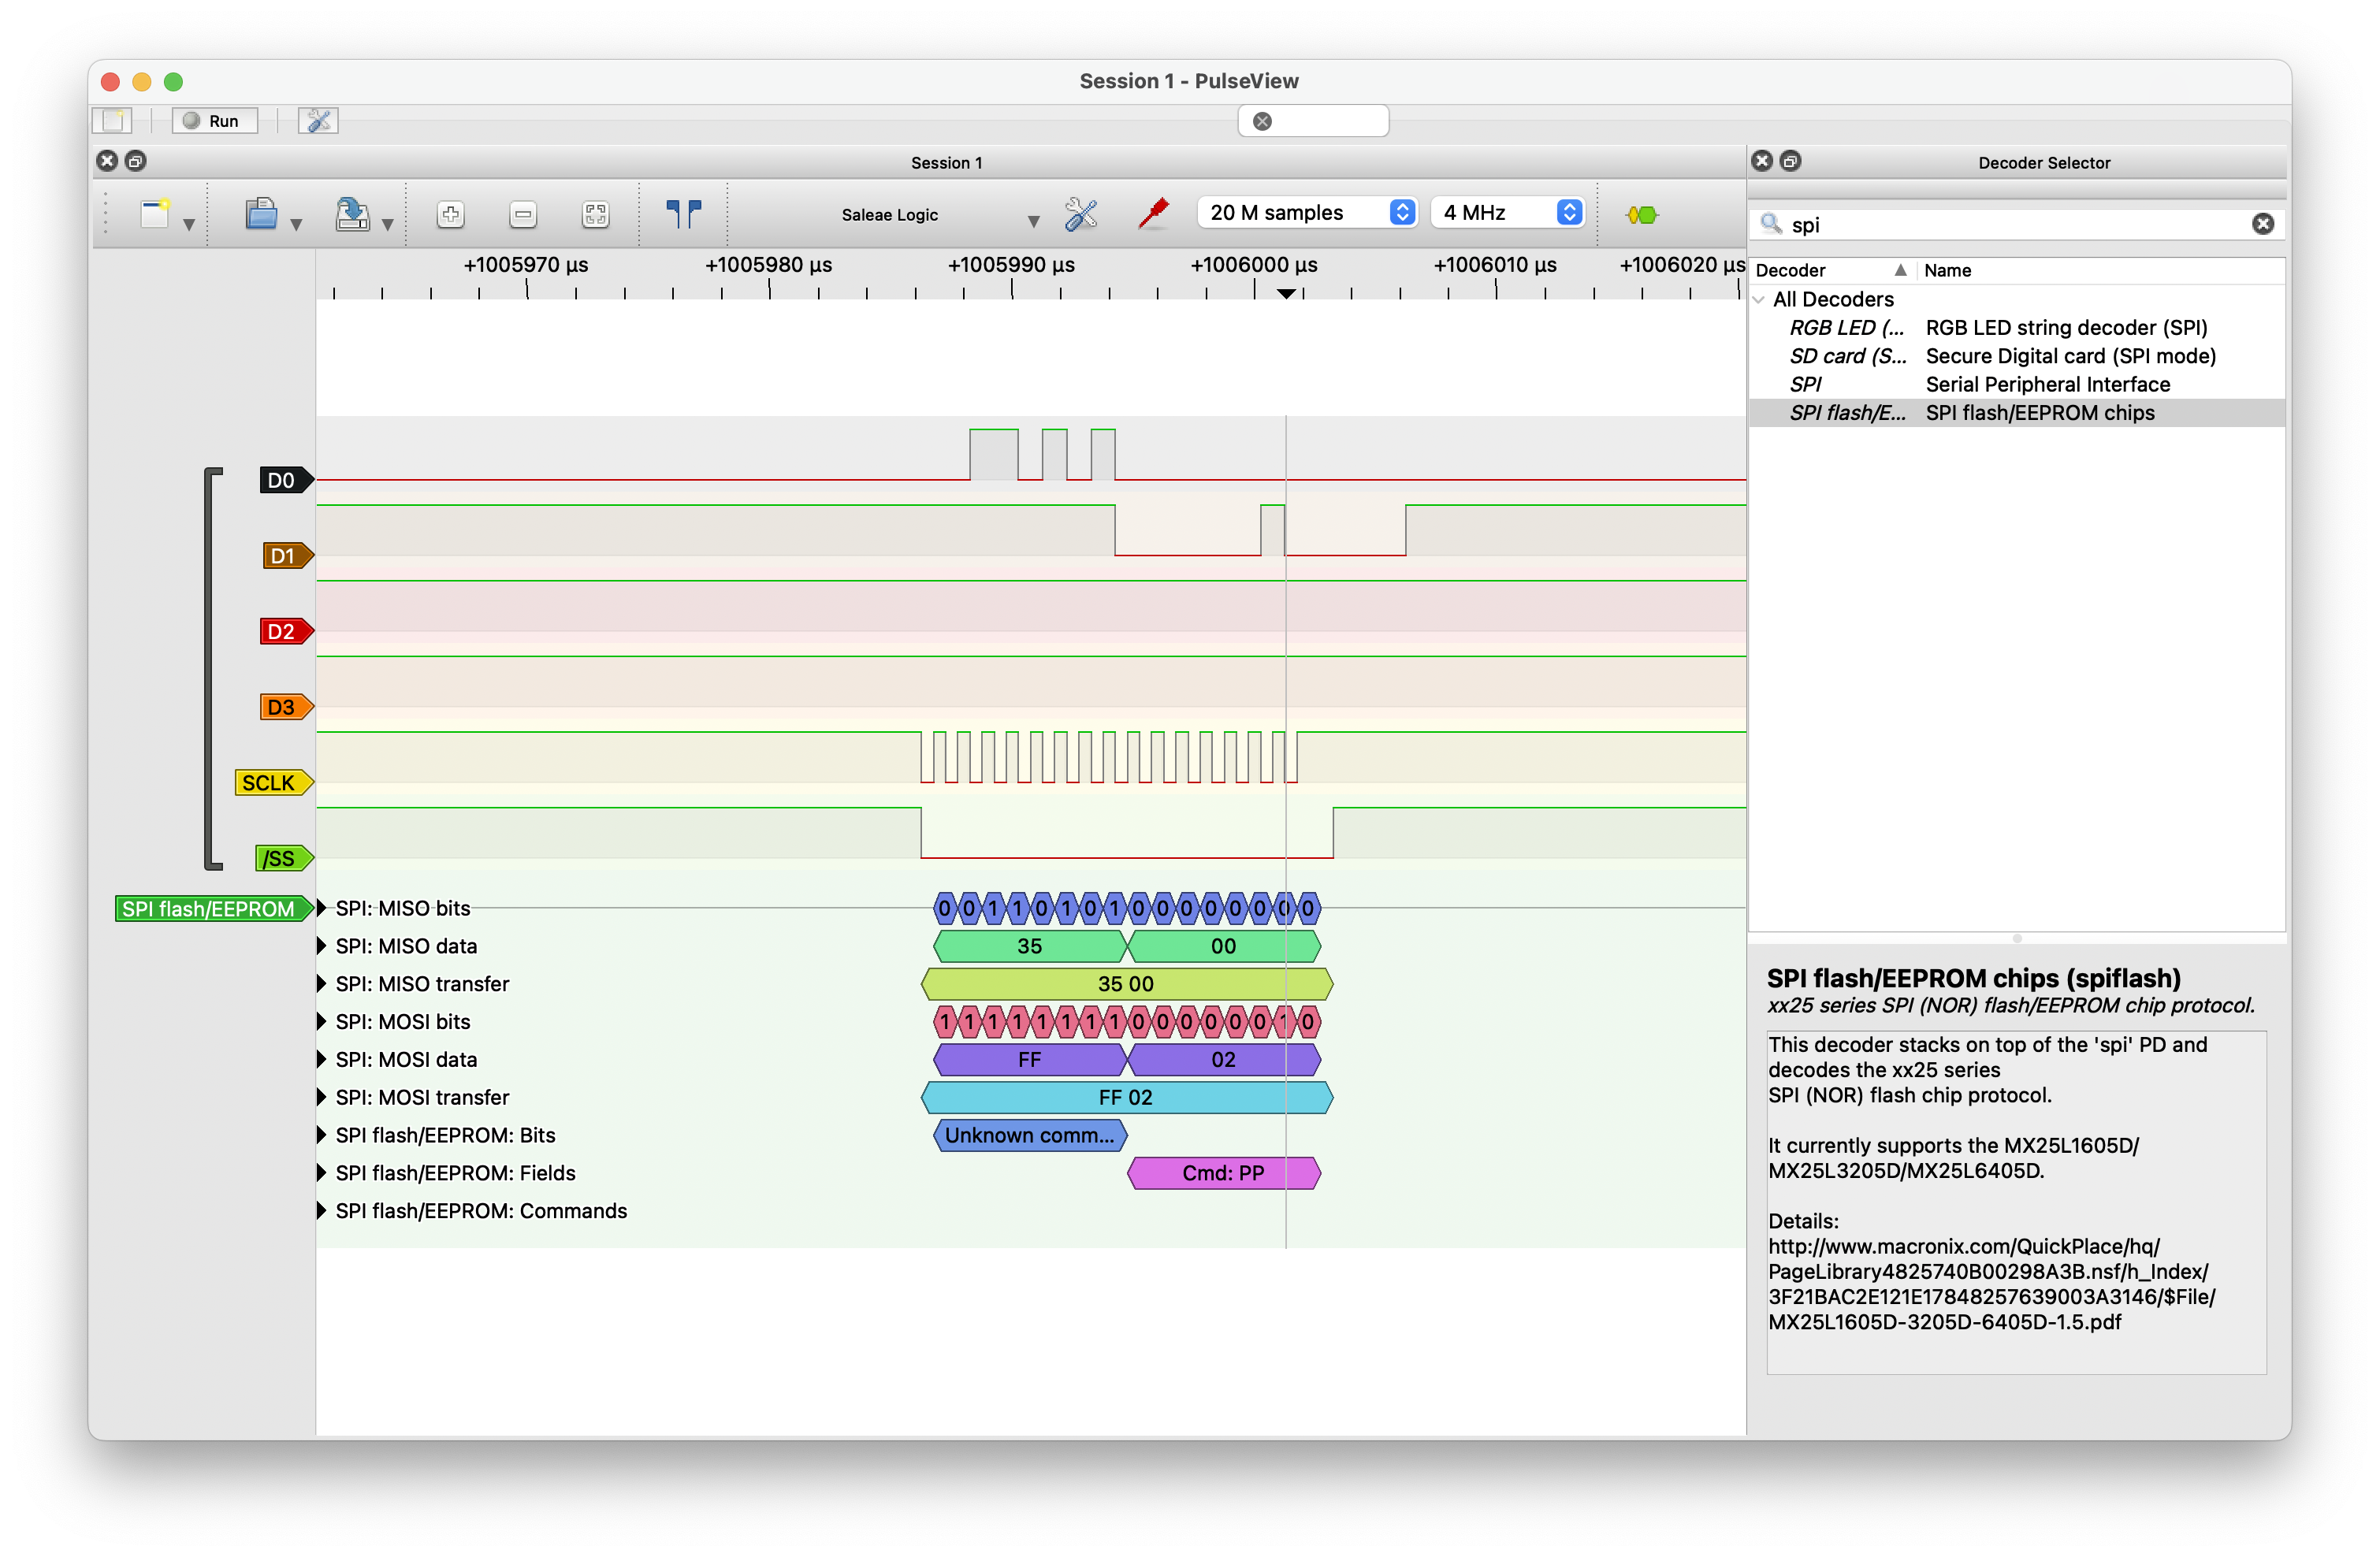 Session 1 - PulseView
Run
Session 1
Saleae Logic
20 M samples
4 MHz
+1005970 µs
+1005980 µs
+1005990 µs
+1006000 µs
+1006010 µs
+1006020 µs
D0
D1
D2
D3
SCLK
/SS
SPI flash/EEPROM
SPI: MISO bits
0 0 1 1 0 1 0 1 0 0 0 0 0 0 0 0
SPI: MISO data
35
00
SPI: MISO transfer
35 00
SPI: MOSI bits
1 1 1 1 1 1 1 1 0 0 0 0 0 0 1 0
SPI: MOSI data
FF
02
SPI: MOSI transfer
FF 02
SPI flash/EEPROM: Bits
Unknown comm...
SPI flash/EEPROM: Fields
Cmd: PP
SPI flash/EEPROM: Commands
Decoder Selector
spi
Decoder
Name
All Decoders
RGB LED (... RGB LED string decoder (SPI)
SD card (S... Secure Digital card (SPI mode)
SPI Serial Peripheral Interface
SPI flash/E... SPI flash/EEPROM chips
SPI flash/EEPROM chips (spiflash)
xx25 series SPI (NOR) flash/EEPROM chip protocol.
This decoder stacks on top of the 'spi' PD and
decodes the xx25 series
SPI (NOR) flash chip protocol.
It currently supports the MX25L1605D/
MX25L3205D/MX25L6405D.
Details:
http://www.macronix.com/QuickPlace/hq/
PageLibrary4825740B00298A3B.nsf/h_Index/
3F21BAC2E121E17848257639003A3146/$File/
MX25L1605D-3205D-6405D-1.5.pdf